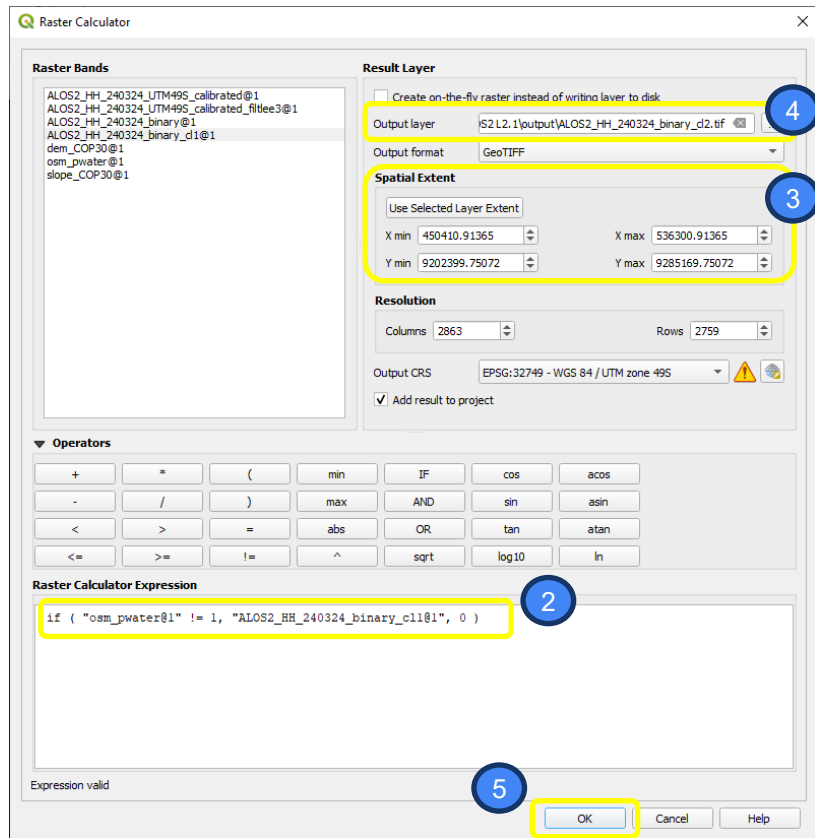 Raster Calculator
Raster Bands
ALOS2_HH_240324_UTM49S_calibrated@1
ALOS2_HH_240324_UTM49S_calibrated_filtlee3@1
ALOS2_HH_240324_binary@1
ALOS2_HH_240324_binary_cl1@1
dem_COP30@1
osm_pwater@1
slope_COP30@1
Result Layer
Create on-the-fly raster instead of writing layer to disk
4
Output layer )S2 L2.1\output\ALOS2_HH_240324_binary_cl2.tif
Output format GeoTIFF
3
Spatial Extent
Use Selected Layer Extent
X min 450410.91365 X max 536300.91365
Y min 9202399.75072 Y max 9285169.75072
Resolution
Columns 2863 Rows 2759
Output CRS EPSG:32749 - WGS 84 / UTM zone 49S
Add result to project
Operators
+ * ( min IF cos acos
- / ) max AND sin asin
< > = abs OR tan atan
<= >= != ^ sqrt log10 ln
Raster Calculator Expression
2
if ( "osm_pwater@1" != 1, "ALOS2_HH_240324_binary_cl1@1", 0 )
Expression valid
5
OK Cancel Help